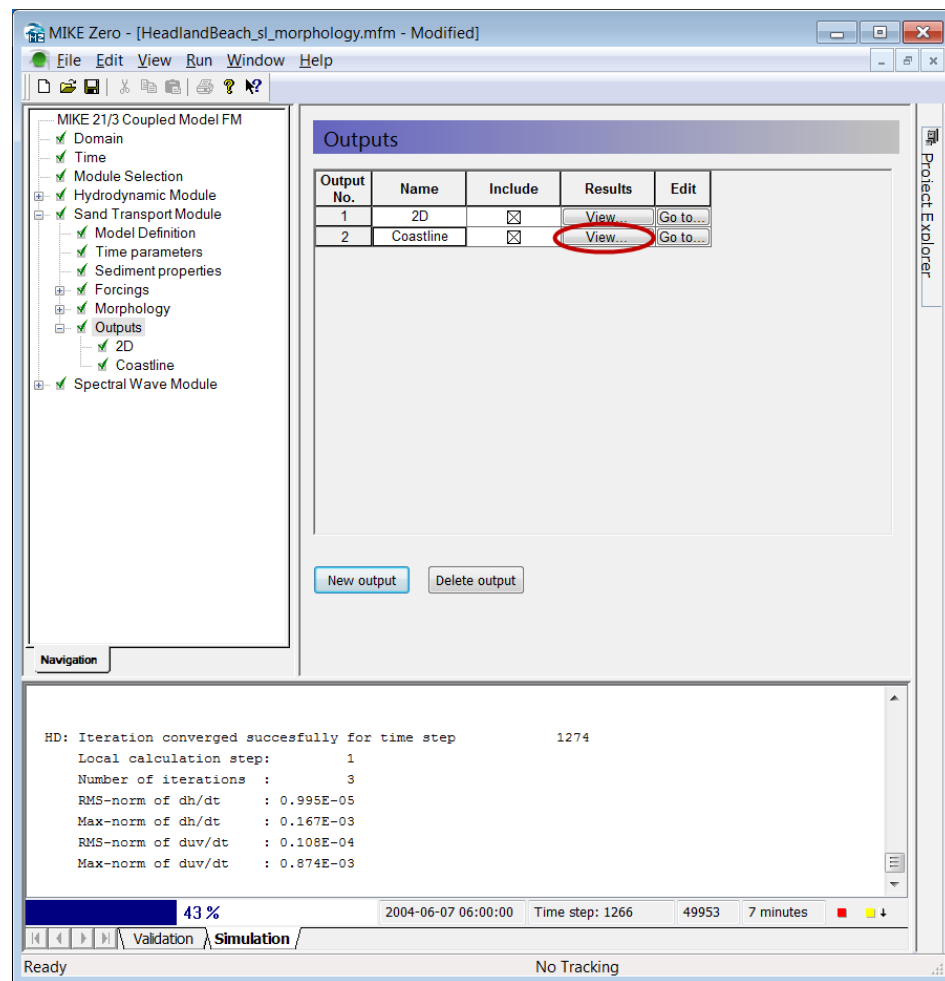 MIKE Zero - [HeadlandBeach_sl_morphology.mfm - Modified]
File Edit View Run Window Help
MIKE 21/3 Coupled Model FM
Domain
Time
Module Selection
Hydrodynamic Module
Sand Transport Module
Model Definition
Time parameters
Sediment properties
Forcings
Morphology
Outputs
2D
Coastline
Spectral Wave Module
Navigation
Outputs
Output No. Name Include Results Edit
1 2D View... Go to...
2 Coastline View... Go to...
New output Delete output
Project Explorer
HD: Iteration converged succesfully for time step 1274
Local calculation step: 1
Number of iterations : 3
RMS-norm of dh/dt : 0.995E-05
Max-norm of dh/dt : 0.167E-03
RMS-norm of duv/dt : 0.108E-04
Max-norm of duv/dt : 0.874E-03
43 % 2004-06-07 06:00:00 Time step: 1266 49953 7 minutes
Validation Simulation
Ready No Tracking